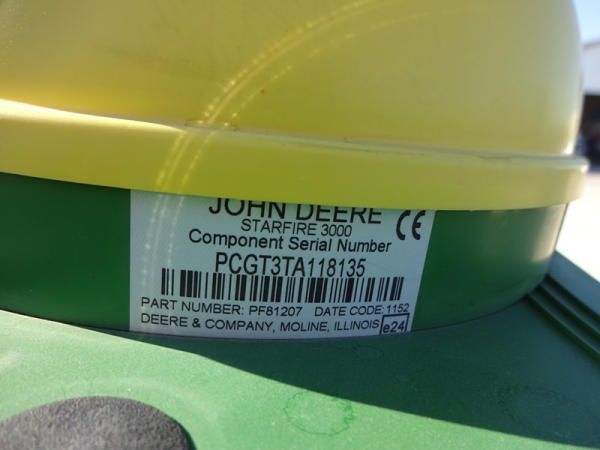 JOHN DEERE
STARFIRE 3000
CE
Component Serial Number
PCGT3TA118135
PART NUMBER: PF81207 DATE CODE: 1152
DEERE & COMPANY, MOLINE, ILLINOIS e24